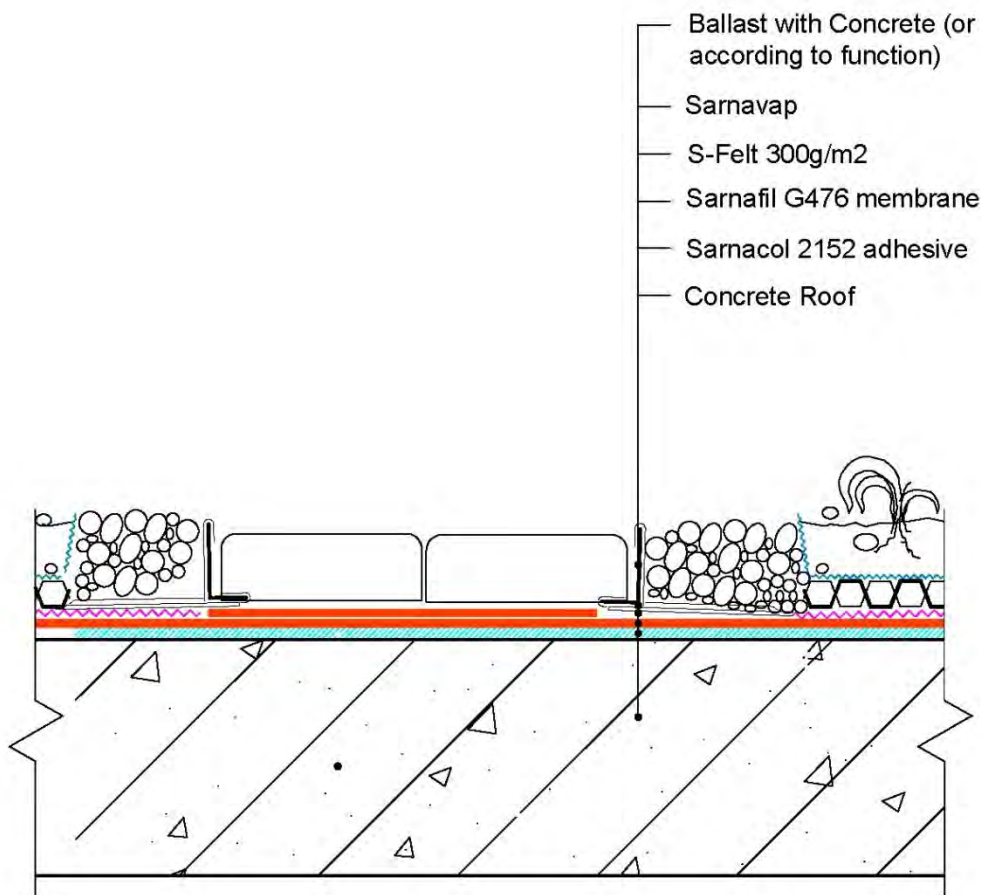 Ballast with Concrete (or
according to function)
Sarnavap
S-Felt 300g/m2
Sarnafil G476 membrane
Sarnacol 2152 adhesive
Concrete Roof